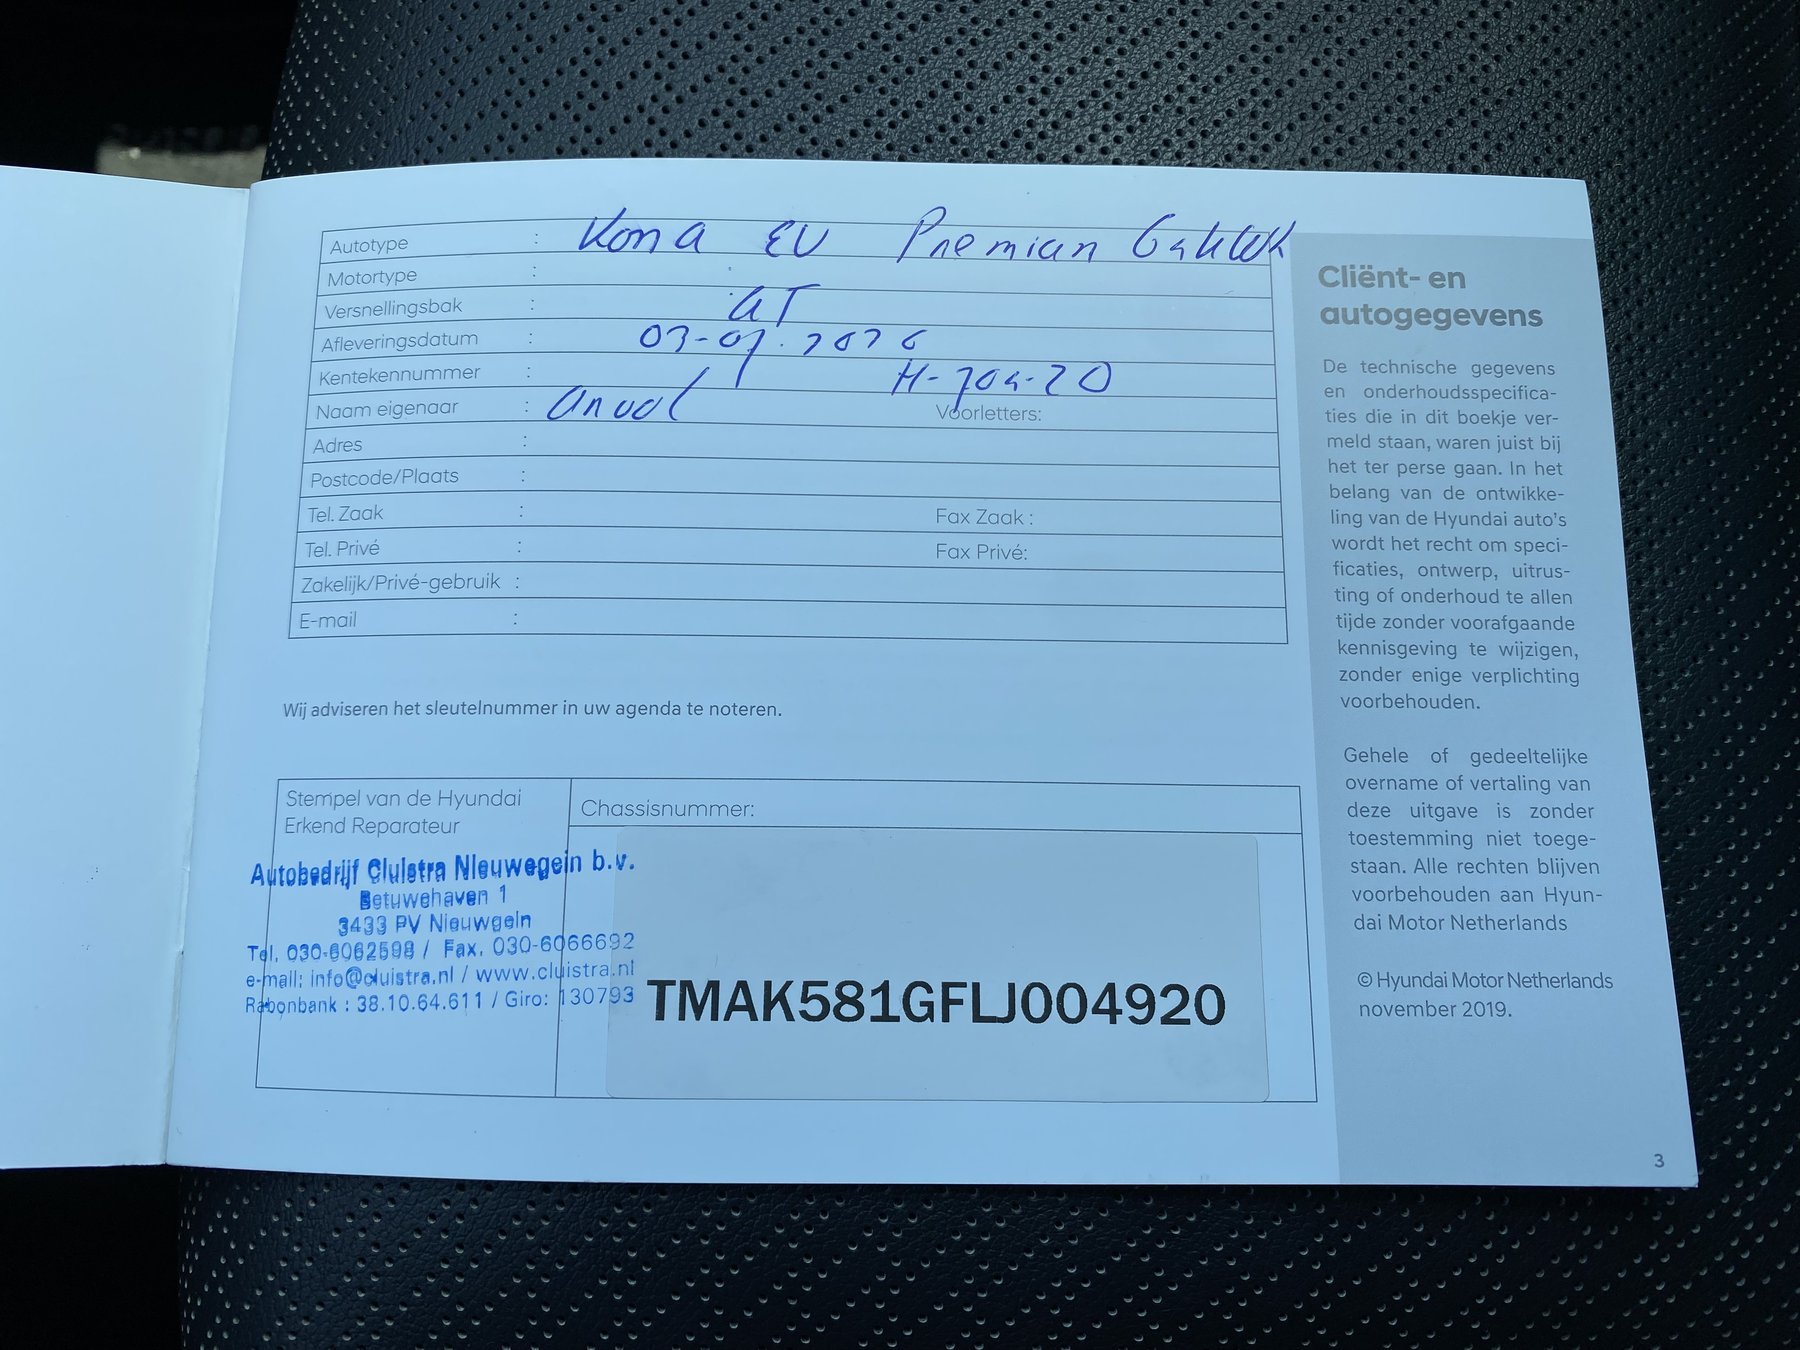 Autotype : Kona EV Premium
Motortype :
Versnellingsbak : AT
Afleveringsdatum :
Kentekennummer :
Naam eigenaar : Voorletters:
Adres :
Postcode/Plaats :
Tel. Zaak : Fax Zaak :
Tel. Privé : Fax Privé:
Zakelijk/Privé-gebruik :
E-mail :
Wij adviseren het sleutelnummer in uw agenda te noteren.
Stempel van de Hyundai
Erkend Reparateur
Autobedrijf Cluistra Nieuwegein b.v.
Betuwehaven 1
3433 PV Nieuwgein
Tel. 030-6062598 / Fax. 030-6066692
e-mail: info@cluistra.nl / www.cluistra.nl
Rabonbank : 38.10.64.611 / Giro: 130793
Chassisnummer:
TMAK581GFLJ004920
Cliënt- en
autogegevens
De technische gegevens
en onderhoudsspecifica-
ties die in dit boekje ver-
meld staan, waren juist bij
het ter perse gaan. In het
belang van de ontwikke-
ling van de Hyundai auto's
wordt het recht om speci-
ficaties, ontwerp, uitrus-
ting of onderhoud te allen
tijde zonder voorafgaande
kennisgeving te wijzigen,
zonder enige verplichting
voorbehouden.
Gehele of gedeeltelijke
overname of vertaling van
deze uitgave is zonder
toestemming niet toege-
staan. Alle rechten blijven
voorbehouden aan Hyun-
dai Motor Netherlands
© Hyundai Motor Netherlands
november 2019.
3